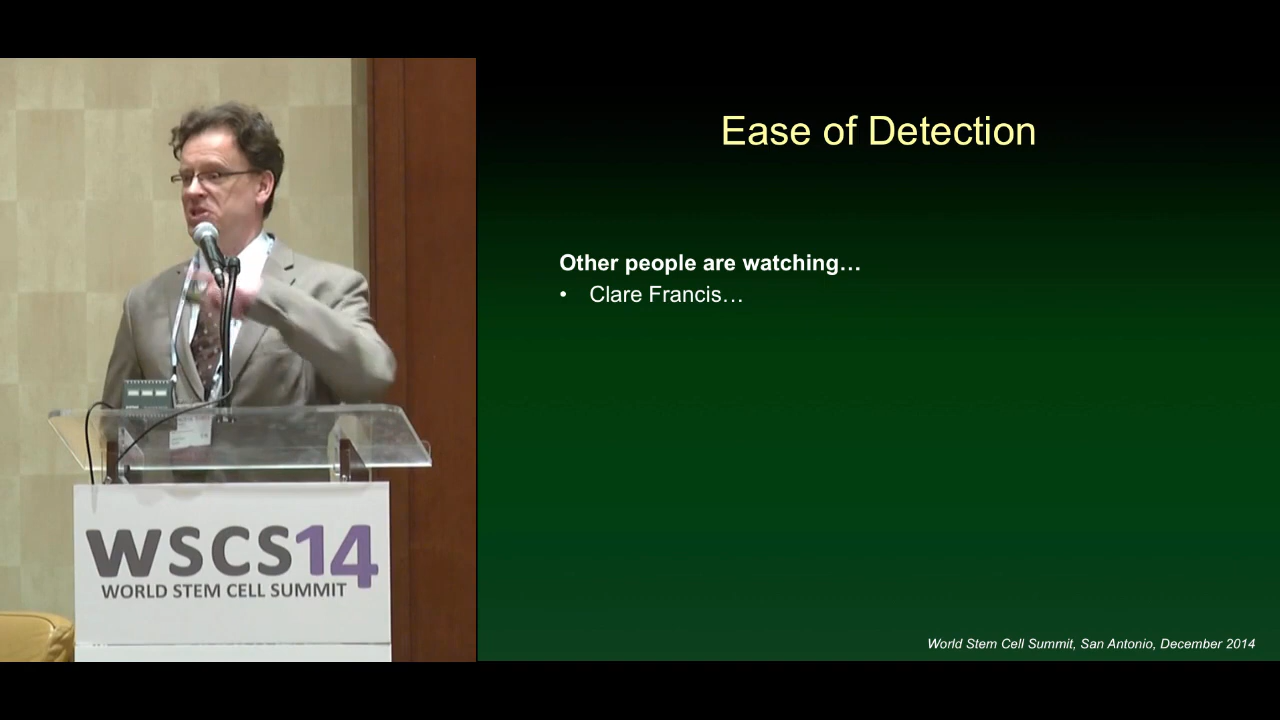 Ease of Detection
Other people are watching…
• Clare Francis…
WSCS14
WORLD STEM CELL SUMMIT
World Stem Cell Summit, San Antonio, December 2014